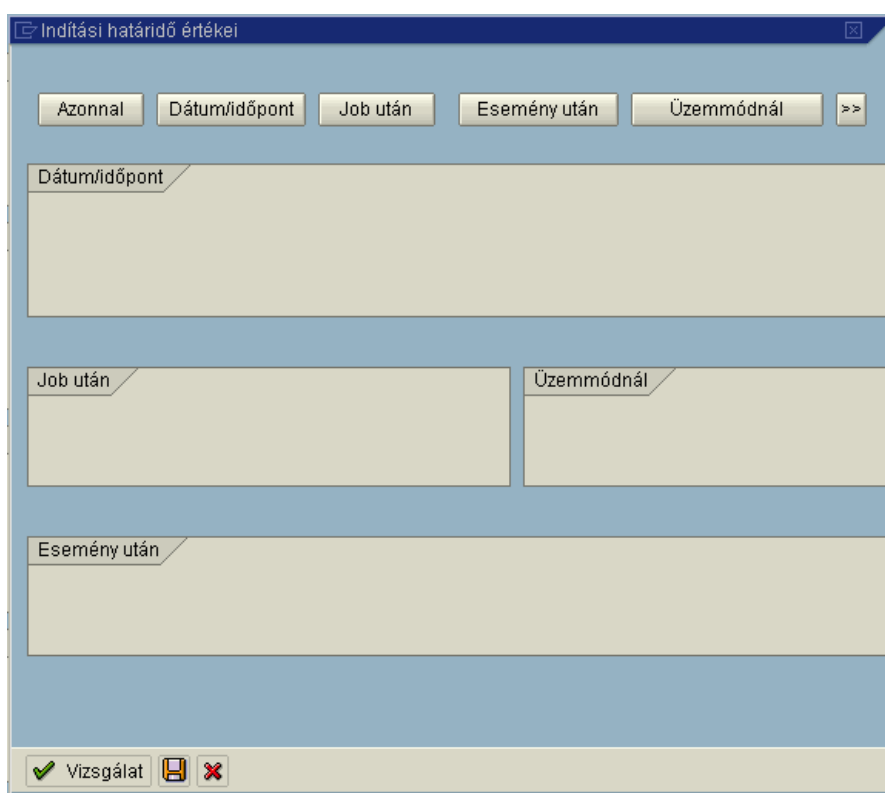 Indítási határidő értékei
Azonnal Dátum/időpont Job után Esemény után Üzemmódnál >>
Dátum/időpont
Job után Üzemmódnál
Esemény után
Vizsgálat